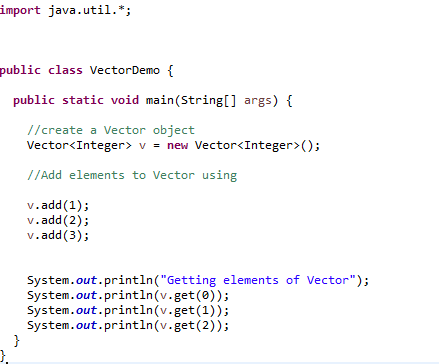 import java.util.*;
public class VectorDemo {
public static void main(String[] args) {
//create a Vector object
Vector<Integer> v = new Vector<Integer>();
//Add elements to Vector using
v.add(1);
v.add(2);
v.add(3);
System.out.println("Getting elements of Vector");
System.out.println(v.get(0));
System.out.println(v.get(1));
System.out.println(v.get(2));
}
}